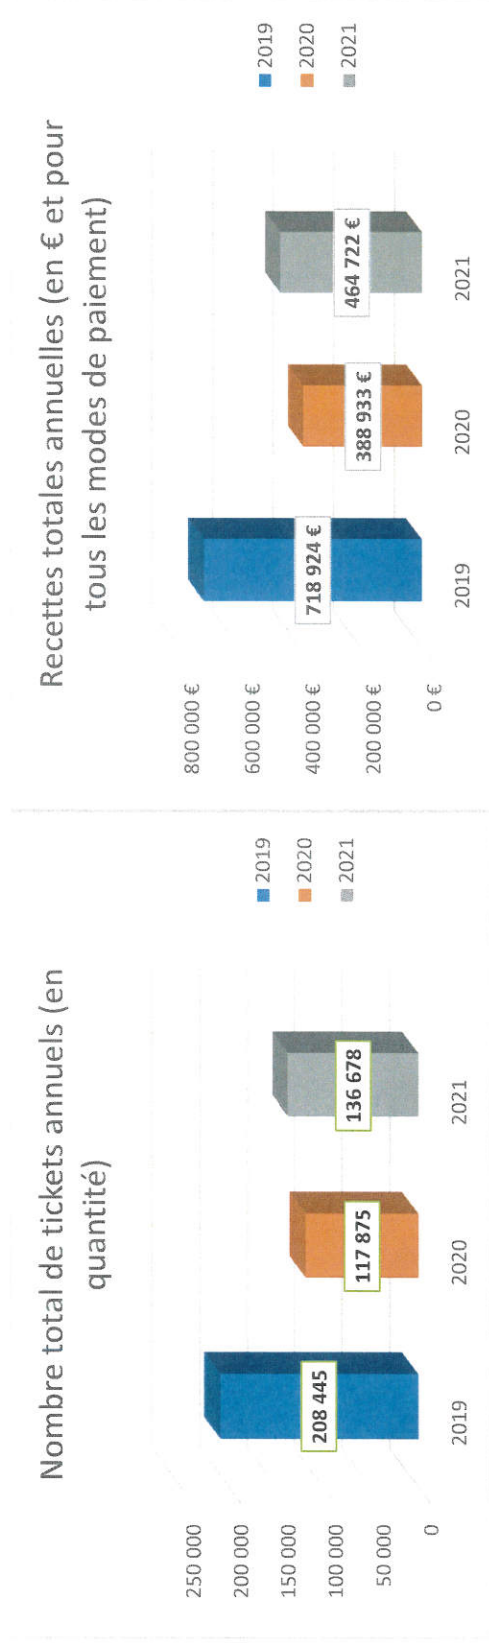 Nombre total de tickets annuels (en
quantité)
250 000
200 000
150 000
100 000
50 000
0
208 445
117 875
136 678
2019
2020
2021
2019
2020
2021
Recettes totales annuelles (en € et pour
tous les modes de paiement)
800 000 €
600 000 €
400 000 €
200 000 €
0 €
718 924 €
388 933 €
464 722 €
2019
2020
2021
2019
2020
2021